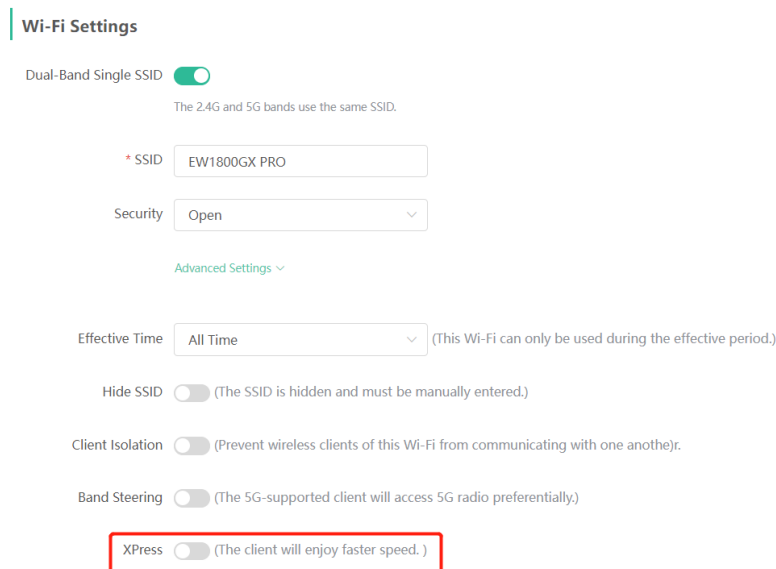 Wi-Fi Settings
Dual-Band Single SSID
The 2.4G and 5G bands use the same SSID.
* SSID EW1800GX PRO
Security Open
Advanced Settings
Effective Time All Time (This Wi-Fi can only be used during the effective period.)
Hide SSID (The SSID is hidden and must be manually entered.)
Client Isolation (Prevent wireless clients of this Wi-Fi from communicating with one anothe)r.
Band Steering (The 5G-supported client will access 5G radio preferentially.)
XPress (The client will enjoy faster speed. )